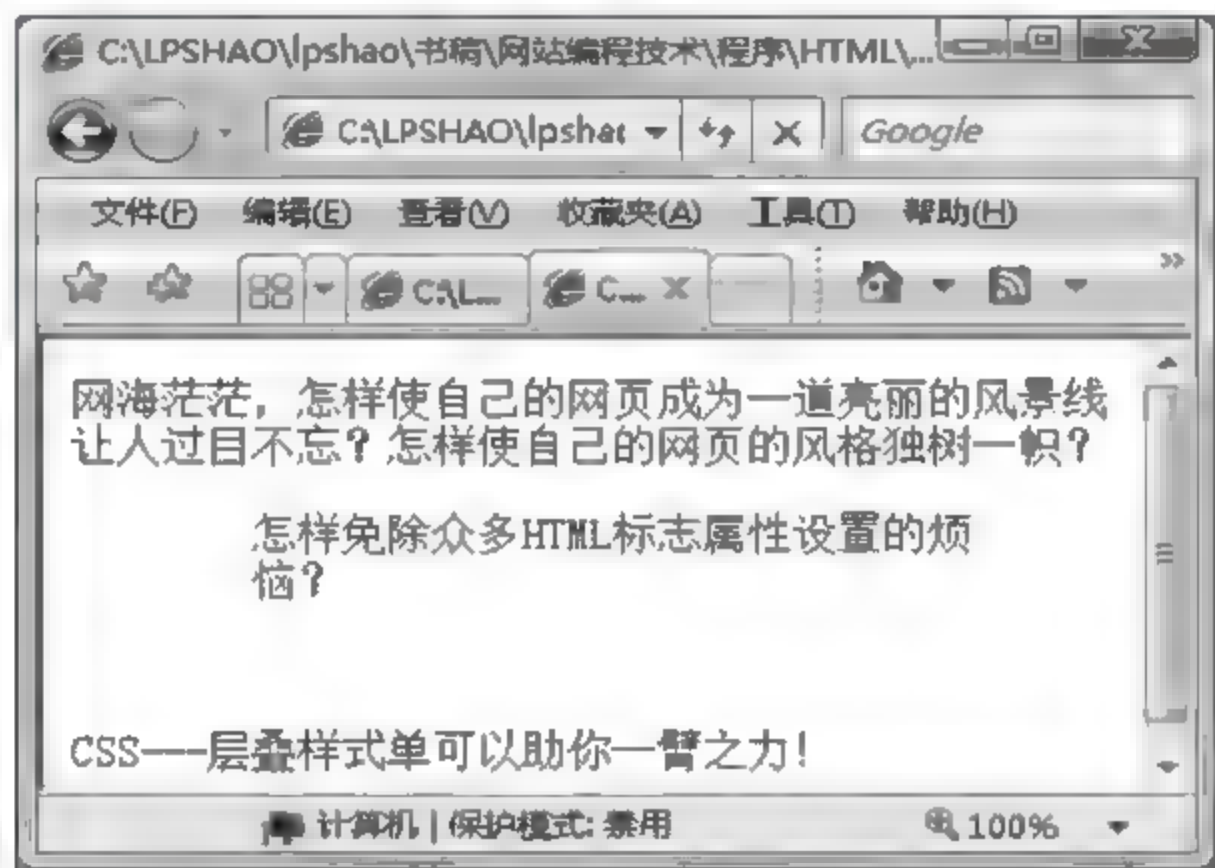 C:\LPSHAO\lpshao\书稿\网站编程技术\程序\HTML\...
C:\LPSHAO\lpshac
Google
文件(F) 编辑(E) 查看(V) 收藏夹(A) 工具(T) 帮助(H)
C:\L... C...
网海茫茫，怎样使自己的网页成为一道亮丽的风景线
让人过目不忘？怎样使自己的网页的风格独树一帜？
怎样免除众多HTML标志属性设置的烦
恼？
CSS---层叠样式单可以助你一臂之力!
计算机 | 保护模式: 禁用 100%